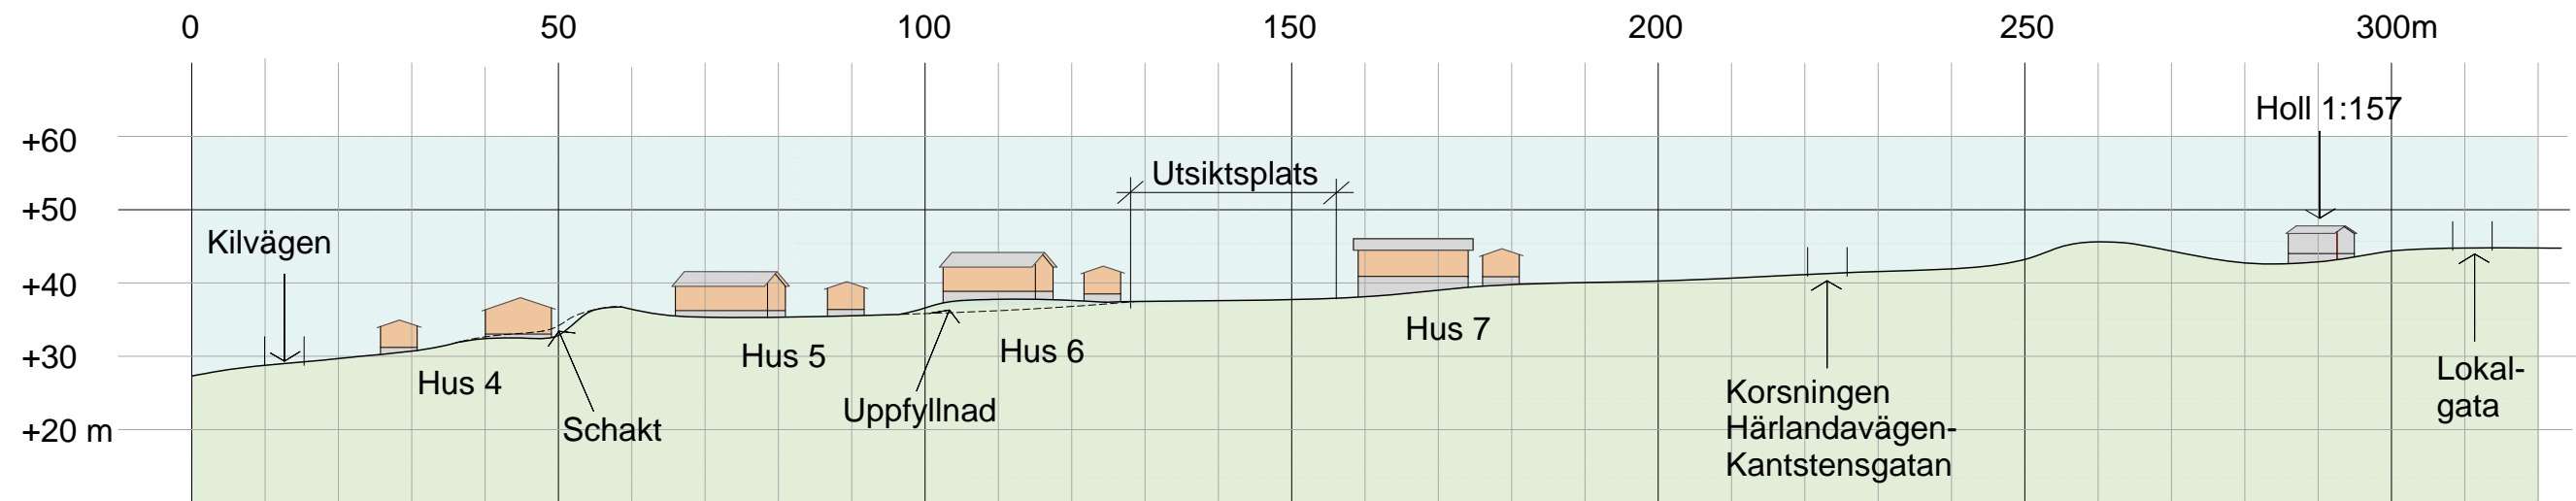 0 50 100 150 200 250 300m
Holl 1:157
+60
Utsiktsplats
+50
Kilvägen
+40
Hus 7
+30
Hus 6
Hus 5
Hus 4
Lokal-
gata
Korsningen
Härlandavägen-
Kantstensgatan
Uppfyllnad
Schakt
+20 m